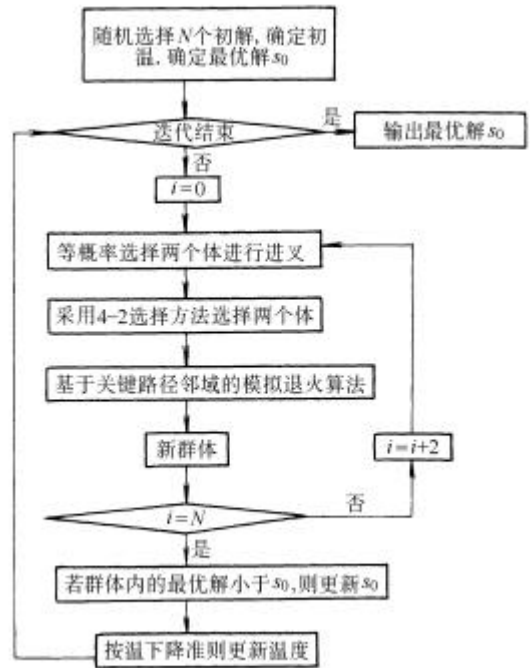 随机选择N个初解,确定初
温.确定最优解s₀
迭代结束
是
输出最优解s₀
否
i=0
等概率选择两个体进行进叉
采用4-2选择方法选择两个体
基于关键路径邻域的模拟退火算法
新群体
i=i+2
i=N
否
是
若群体内的最优解小于s₀,则更新s₀
按温下降准则更新温度